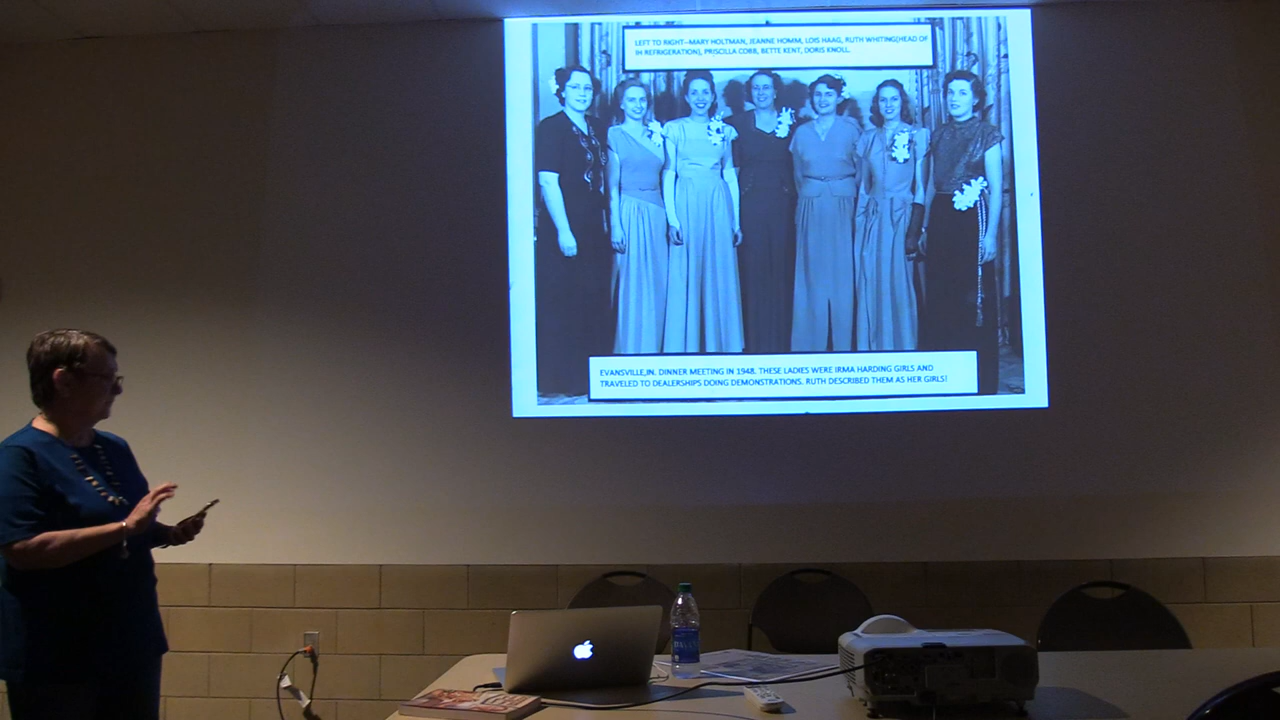 LEFT TO RIGHT--MARY HOLTMAN, JEANNE HOMM, LOIS HAAG, RUTH WHITING(HEAD OF
IH REFRIGERATION), PRISCILLA COBB, BETTE KENT, DORIS KNOLL.
EVANSVILLE,IN. DINNER MEETING IN 1948. THESE LADIES WERE IRMA HARDING GIRLS AND
TRAVELED TO DEALERSHIPS DOING DEMONSTRATIONS. RUTH DESCRIBED THEM AS HER GIRLS!